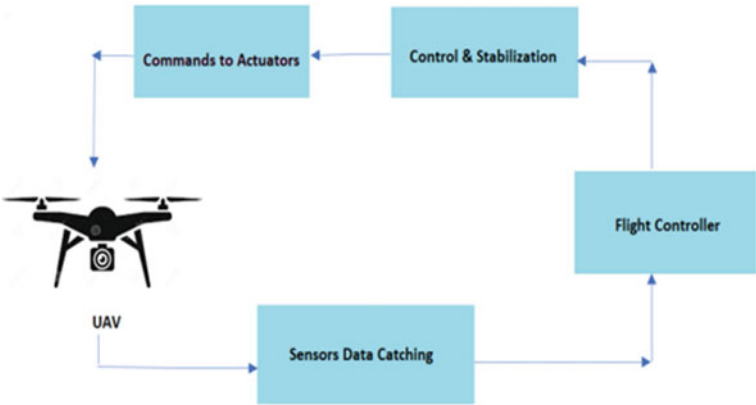 Commands to Actuators
Control & Stabilization
Flight Controller
UAV
Sensors Data Catching